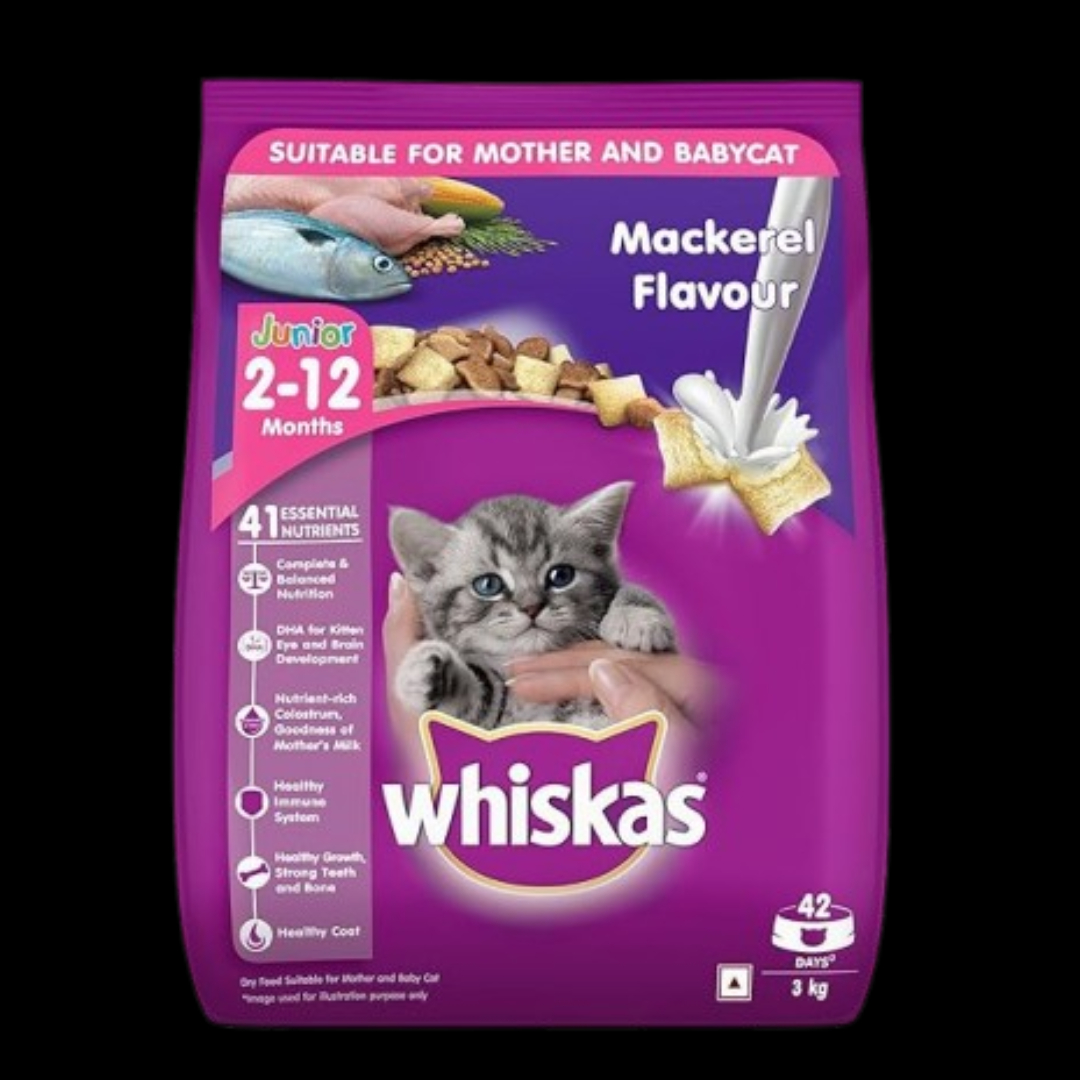 SUITABLE FOR MOTHER AND BABYCAT
Mackerel
Flavour
Junior
2-12
Months
41 ESSENTIAL
NUTRIENTS
Complete &
Balanced
Nutrition
DHA for Kitten
Eye and Brain
Development
Nutrient-rich
Colostrum,
Goodness of
Mother's Milk
Healthy
Immune
System
Healthy Growth,
Strong Teeth
and Bone
Healthy Coat
whiskas®
42
DAYS
3 kg
Dry Food Suitable for Mother and Baby Cat
*Image used for illustration purpose only